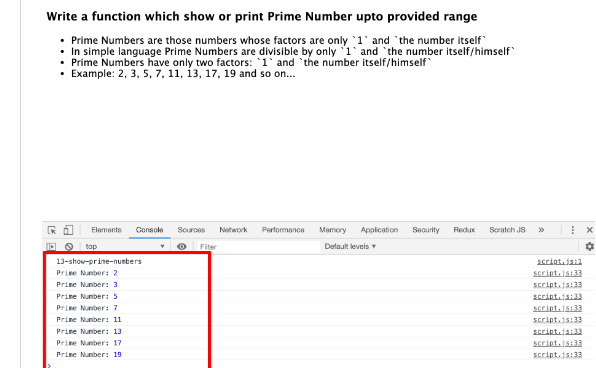 Write a function which show or print Prime Number upto provided range
• Prime Numbers are those numbers whose factors are only `1` and `the number itself`
• In simple language Prime Numbers are divisible by only `1` and `the number itself/himself`
• Prime Numbers have only two factors: `1` and `the number itself/himself`
• Example: 2, 3, 5, 7, 11, 13, 17, 19 and so on...
Elements Console Sources Network Performance Memory Application Security Redux Scratch JS »
top Filter Default levels ▼
13-show-prime-numbers script.js:1
Prime Number: 2 script.js:33
Prime Number: 3 script.js:33
Prime Number: 5 script.js:33
Prime Number: 7 script.js:33
Prime Number: 11 script.js:33
Prime Number: 13 script.js:33
Prime Number: 17 script.js:33
Prime Number: 19 script.js:33
>